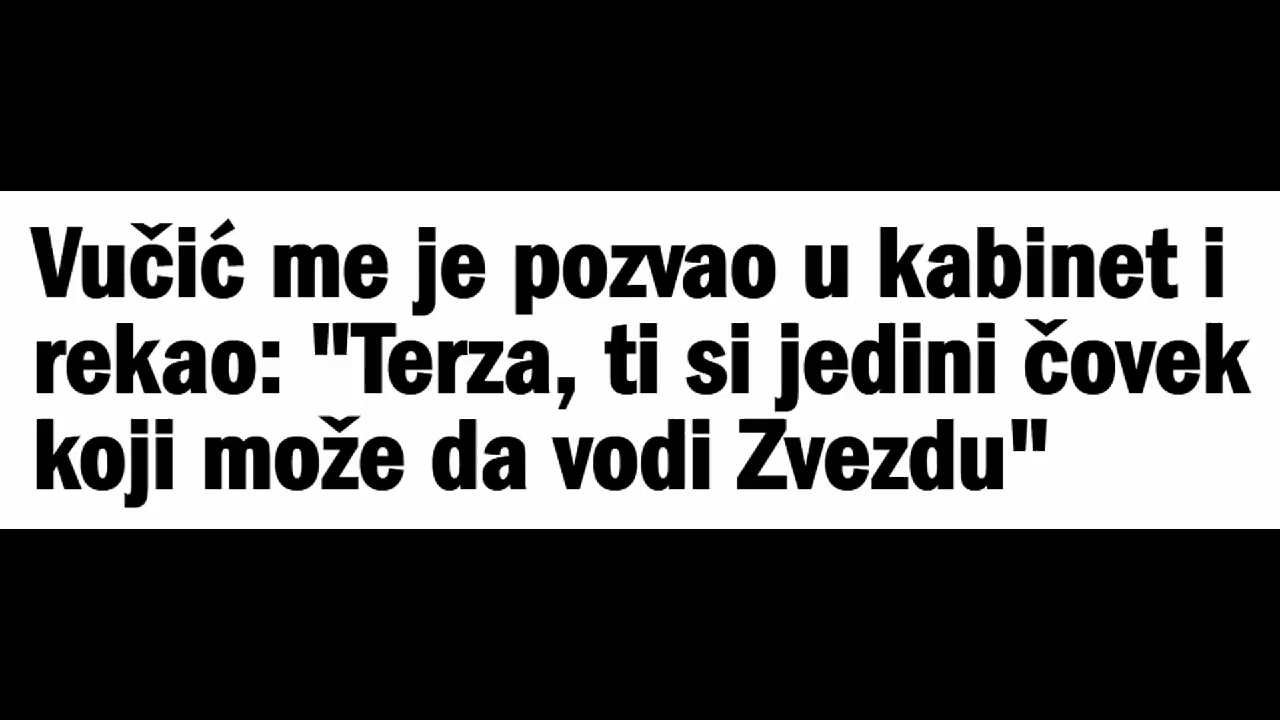 Vučić me je pozvao u kabinet i
rekao: "Terza, ti si jedini čovek
koji može da vodi Zvezdu"